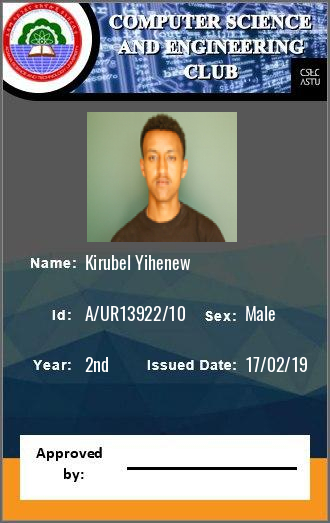 COMPUTER SCIENCE
AND ENGINEERING
CLUB
CSEC
ASTU
Name: Kirubel Yihenew
Id: A/UR13922/10 Sex: Male
Year: 2nd Issued Date: 17/02/19
Approved
by: